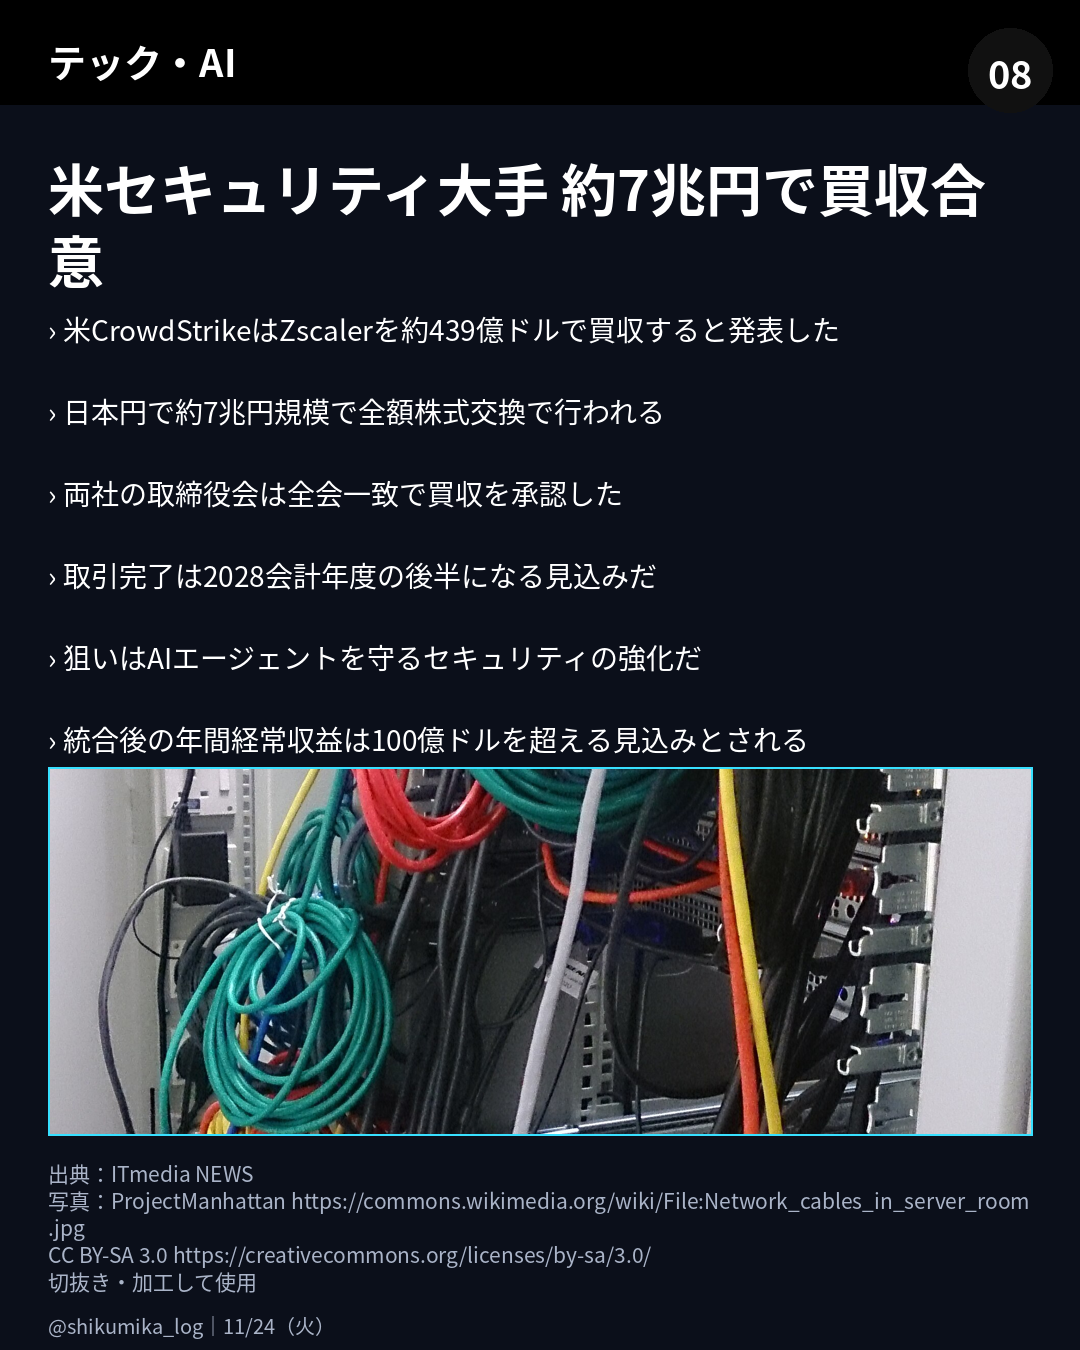 テック・AI
08
米セキュリティ大手 約7兆円で買収合
意
› 米CrowdStrikeはZscalerを約439億ドルで買収すると発表した
› 日本円で約7兆円規模で全額株式交換で行われる
› 両社の取締役会は全会一致で買収を承認した
› 取引完了は2028会計年度の後半になる見込みだ
› 狙いはAIエージェントを守るセキュリティの強化だ
› 統合後の年間経常収益は100億ドルを超える見込みとされる
出典：ITmedia NEWS
写真：ProjectManhattan https://commons.wikimedia.org/wiki/File:Network_cables_in_server_room
.jpg
CC BY-SA 3.0 https://creativecommons.org/licenses/by-sa/3.0/
切抜き・加工して使用
@shikumika_log｜11/24（火）